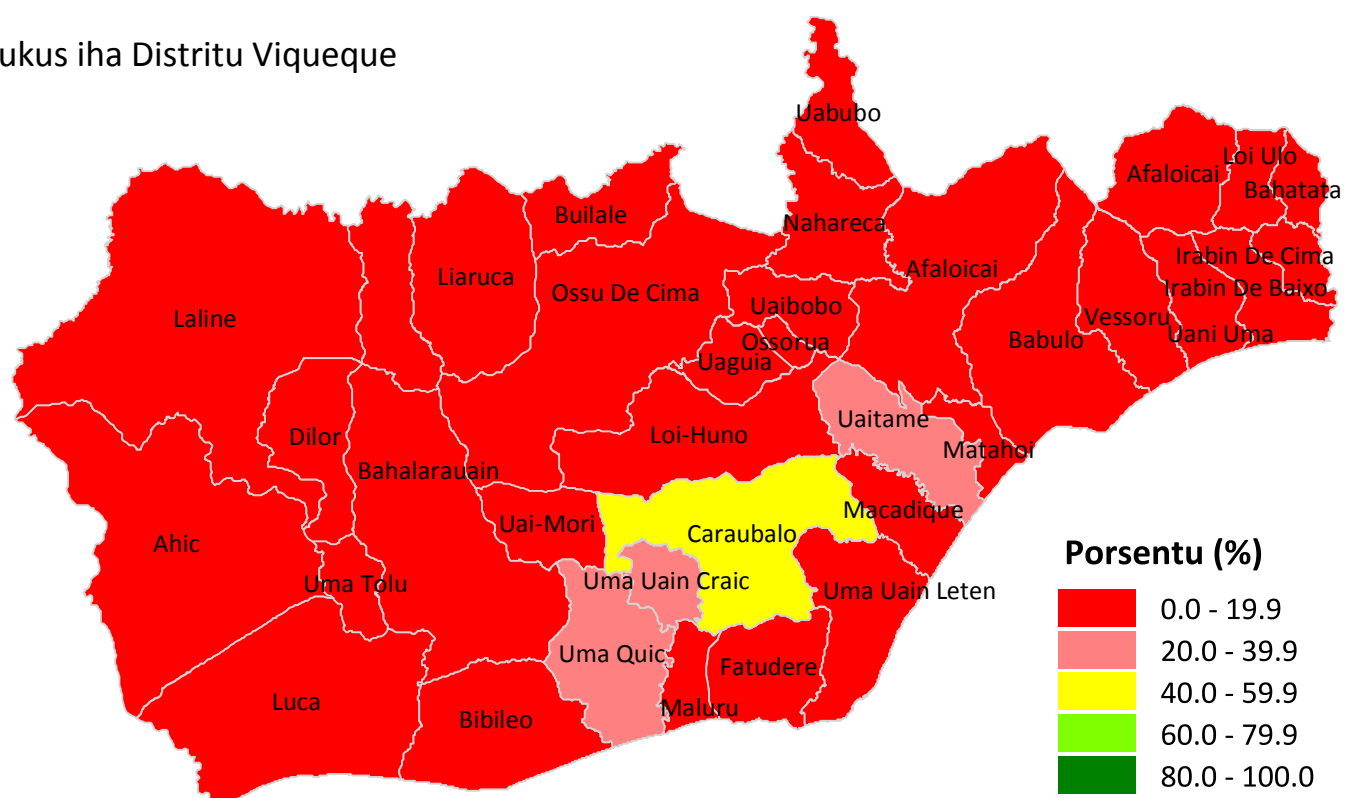 ukus iha Distritu Viqueque
Uabubo
Loi Ulo
Afaloicai
Bahatata
Builale
Nahareca
Irabin De Cima
Afaloicai
Liaruca
Irabin De Baixo
Ossu De Cima
Uaibobo
Laline
Vessoru
Uani Uma
Babulo
Ossorua
Uaguia
Uaitame
Dilor
Loi-Huno
Matahoi
Bahalarauain
Macadique
Uai-Mori
Caraubalo
Ahic
Uma Tolu
Uma Uain Craic
Uma Uain Leten
Uma Quic
Fatudere
Luca
Maluru
Bibileo
Porsentu (%)
0.0 - 19.9
20.0 - 39.9
40.0 - 59.9
60.0 - 79.9
80.0 - 100.0